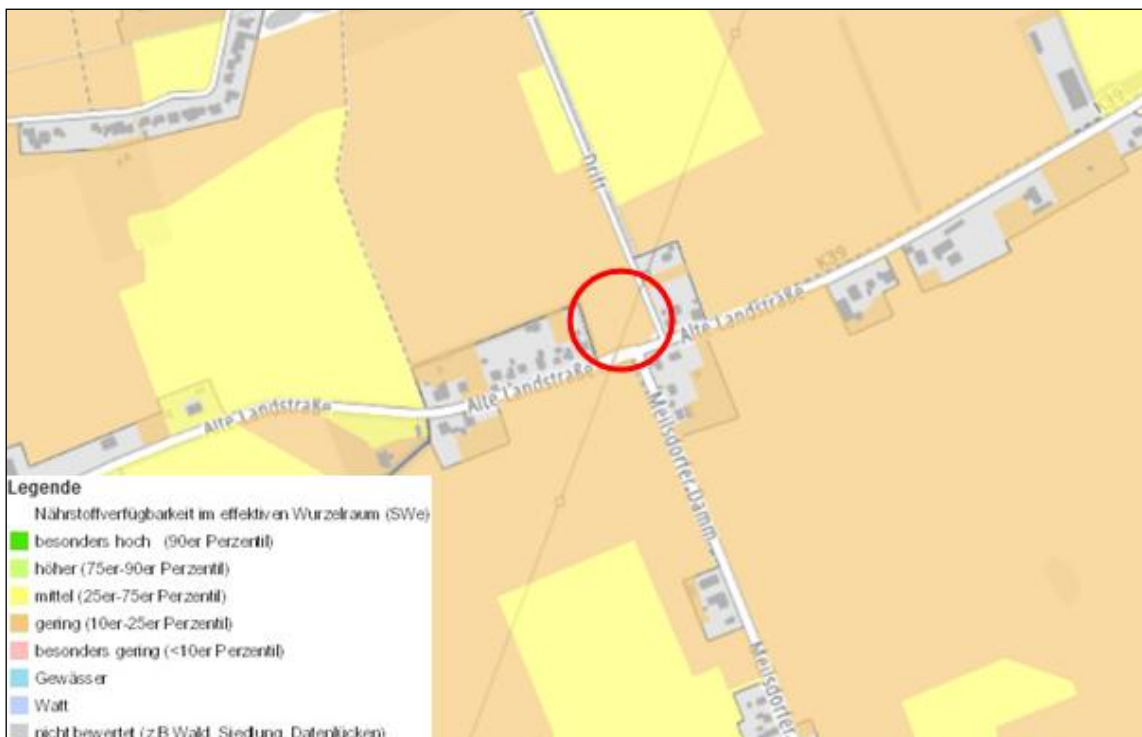 K39
Drift
K39
Alte Landstraße
Alte Landstraße
Alte Landstraße
Meilsdorfer Damm
Meilsdorfer
Legende
Nährstoffverfügbarkeit im effektiven Wurzelraum (SWe)
besonders hoch (90er Perzentil)
höher (75er-90er Perzentil)
mittel (25er-75er Perzentil)
gering (10er-25er Perzentil)
besonders gering (<10er Perzentil)
Gewässer
Watt
nicht bewertet (z.B.Wald, Siedlung, Datenlücken)